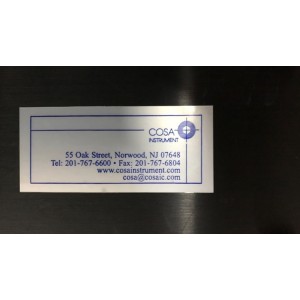 COSA
INSTRUMENT
55 Oak Street, Norwood, NJ 07648
Tel: 201-767-6600 • Fax: 201-767-6804
www.cosainstrument.com
cosa@cosaic.com